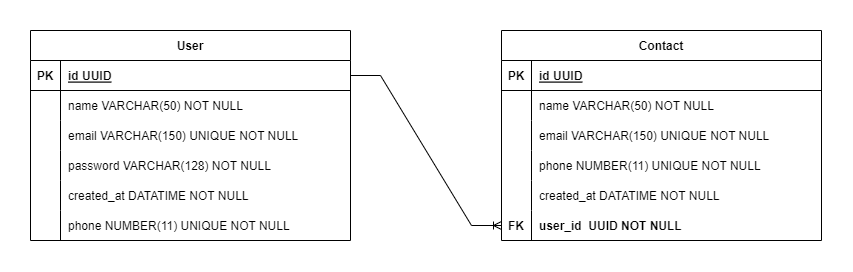 User
PK id UUID
name VARCHAR(50) NOT NULL
email VARCHAR(150) UNIQUE NOT NULL
password VARCHAR(128) NOT NULL
created_at DATATIME NOT NULL
phone NUMBER(11) UNIQUE NOT NULL
Contact
PK id UUID
name VARCHAR(50) NOT NULL
email VARCHAR(150) UNIQUE NOT NULL
phone NUMBER(11) UNIQUE NOT NULL
created_at DATATIME NOT NULL
FK user_id UUID NOT NULL